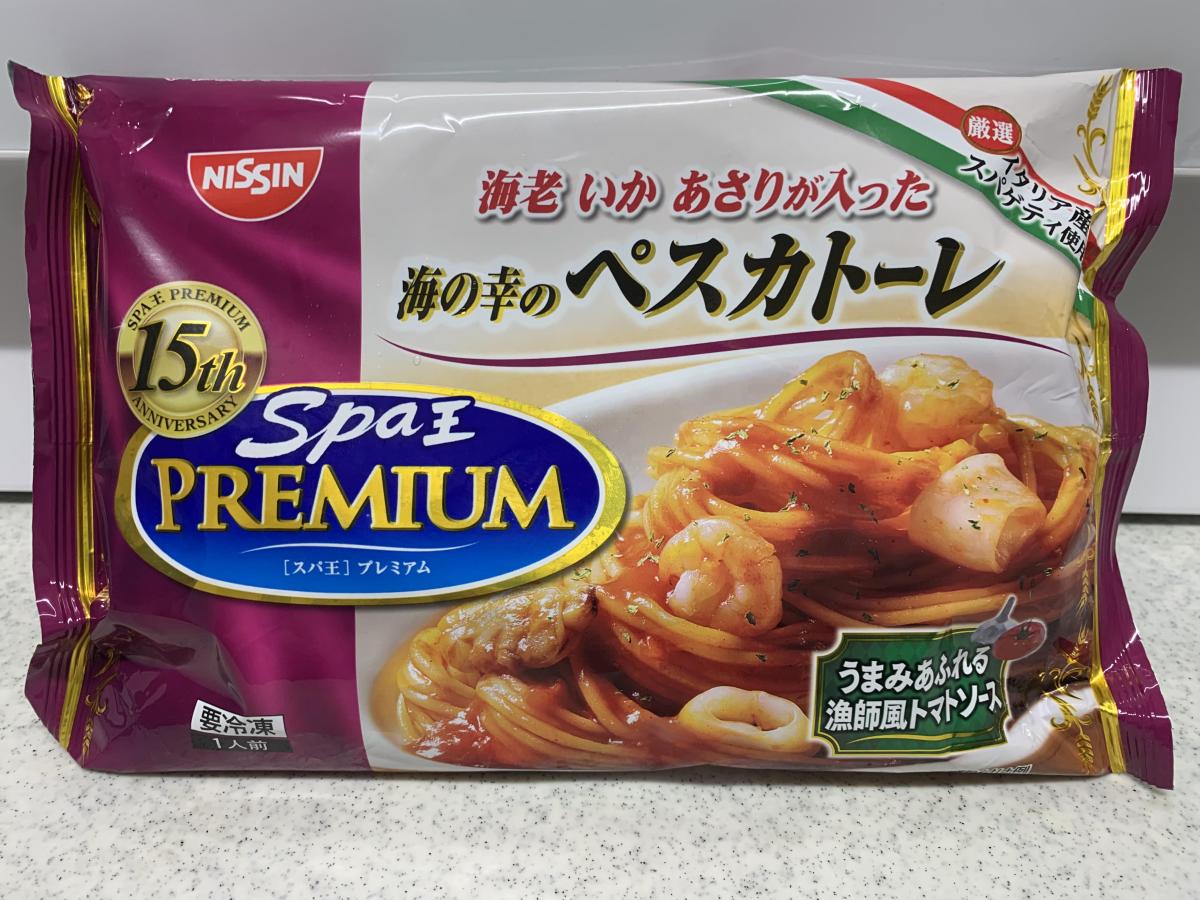 NISSIN
厳選
イタリア産
スパゲティ使用
海老 いか あさりが入った
海の幸のペスカトーレ
SPA王 PREMIUM
15th
ANNIVERSARY
Spa王
PREMIUM
[スパ王] プレミアム
うまみあふれる
漁師風トマトソース
要冷凍
1人前